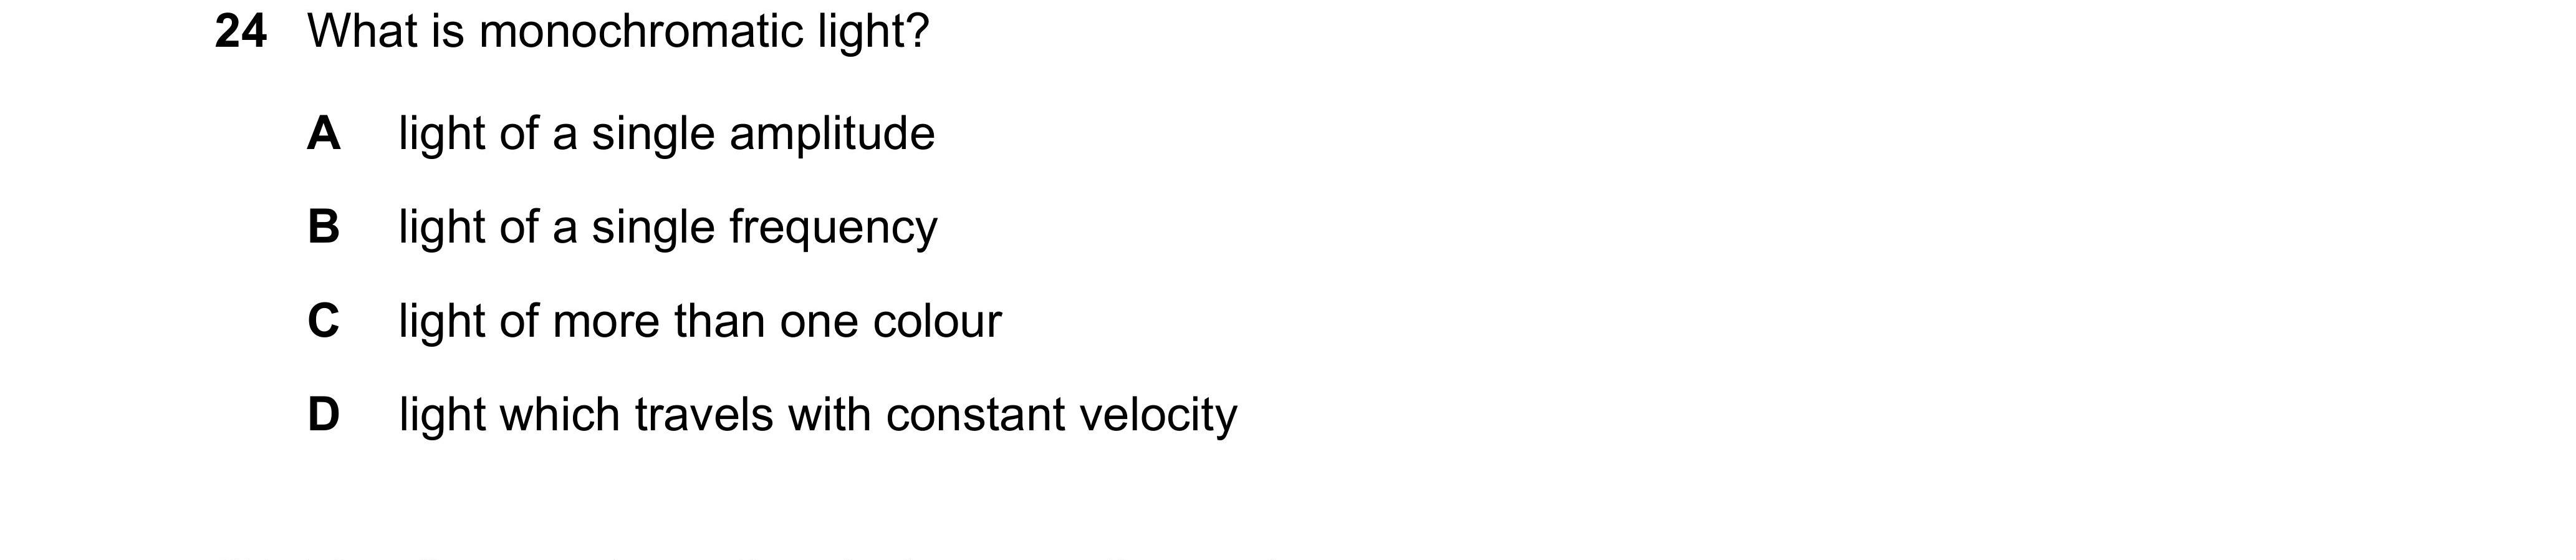 24 What is monochromatic light?
A light of a single amplitude
B light of a single frequency
C light of more than one colour
D light which travels with constant velocity